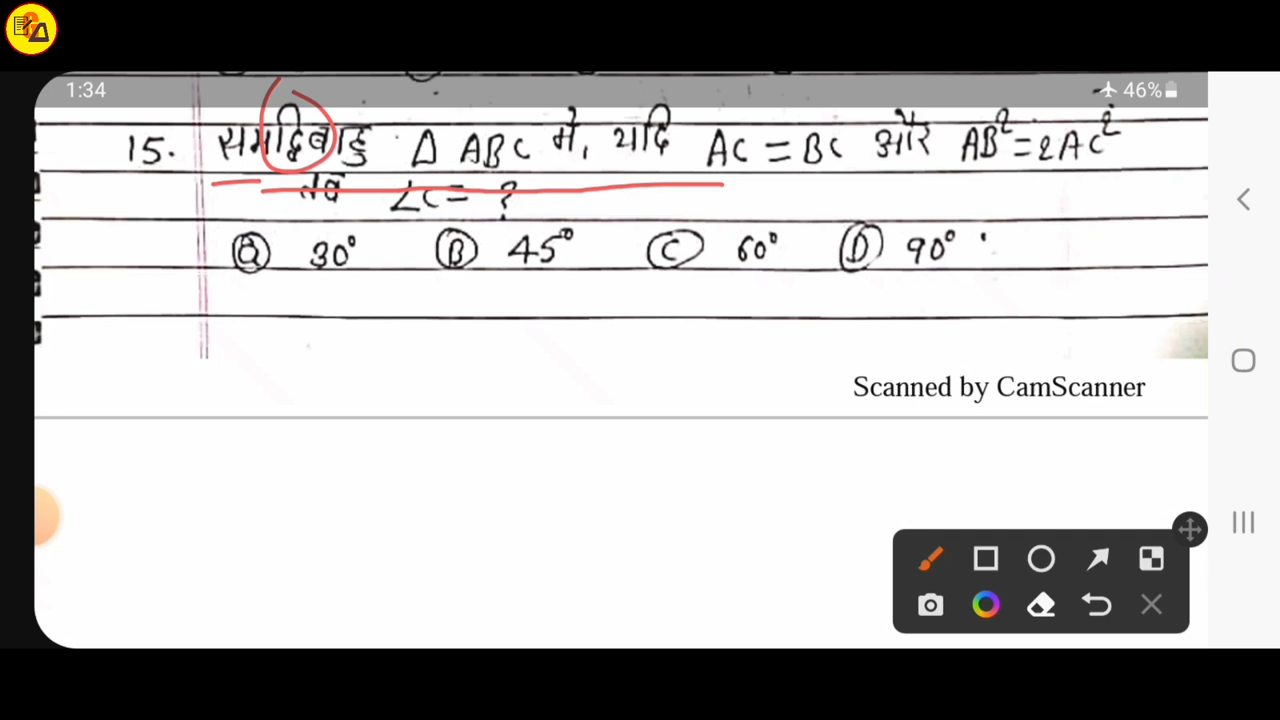 1:34
46%
15. समद्विबाहु Δ ABC में, यदि AC = BC और AB² = 2AC²
तब ∠C = ?
Ⓐ 30° Ⓑ 45° Ⓒ 60° Ⓓ 90°
Scanned by CamScanner